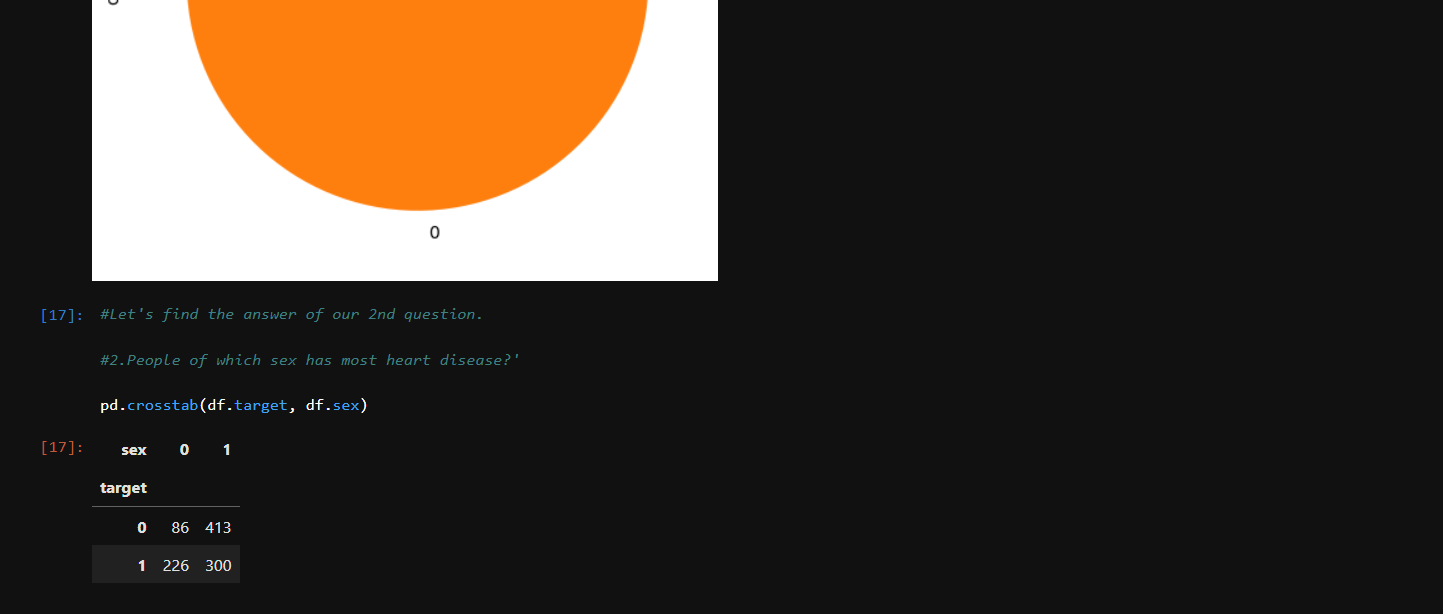 0
[17]: #Let's find the answer of our 2nd question.
#2.People of which sex has most heart disease?'
pd.crosstab(df.target, df.sex)
[17]: sex 0 1
target
0 86 413
1 226 300